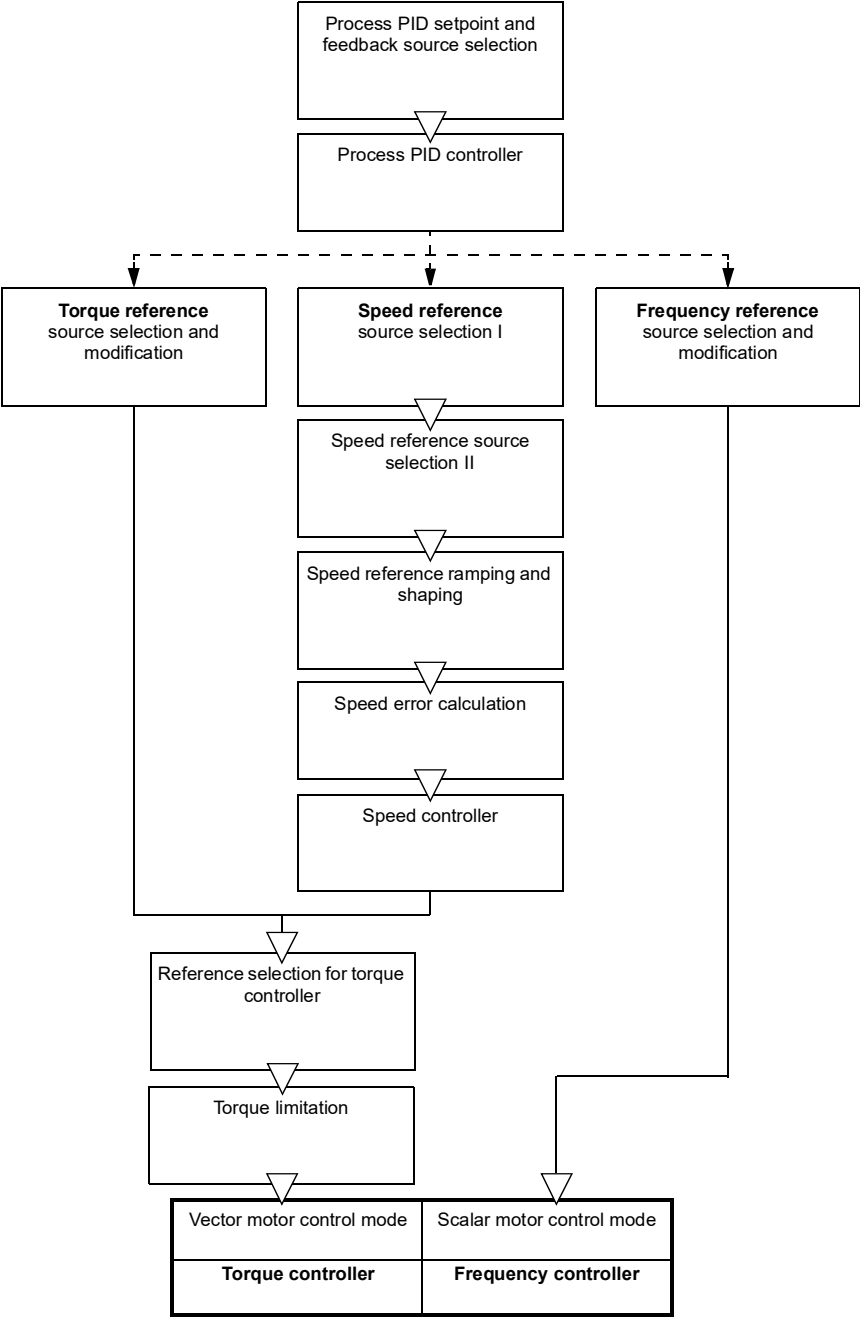 Process PID setpoint and
feedback source selection
Process PID controller
Torque reference
source selection and
modification
Speed reference
source selection I
Frequency reference
source selection and
modification
Speed reference source
selection II
Speed reference ramping and
shaping
Speed error calculation
Speed controller
Reference selection for torque
controller
Torque limitation
Vector motor control mode
Scalar motor control mode
Torque controller
Frequency controller